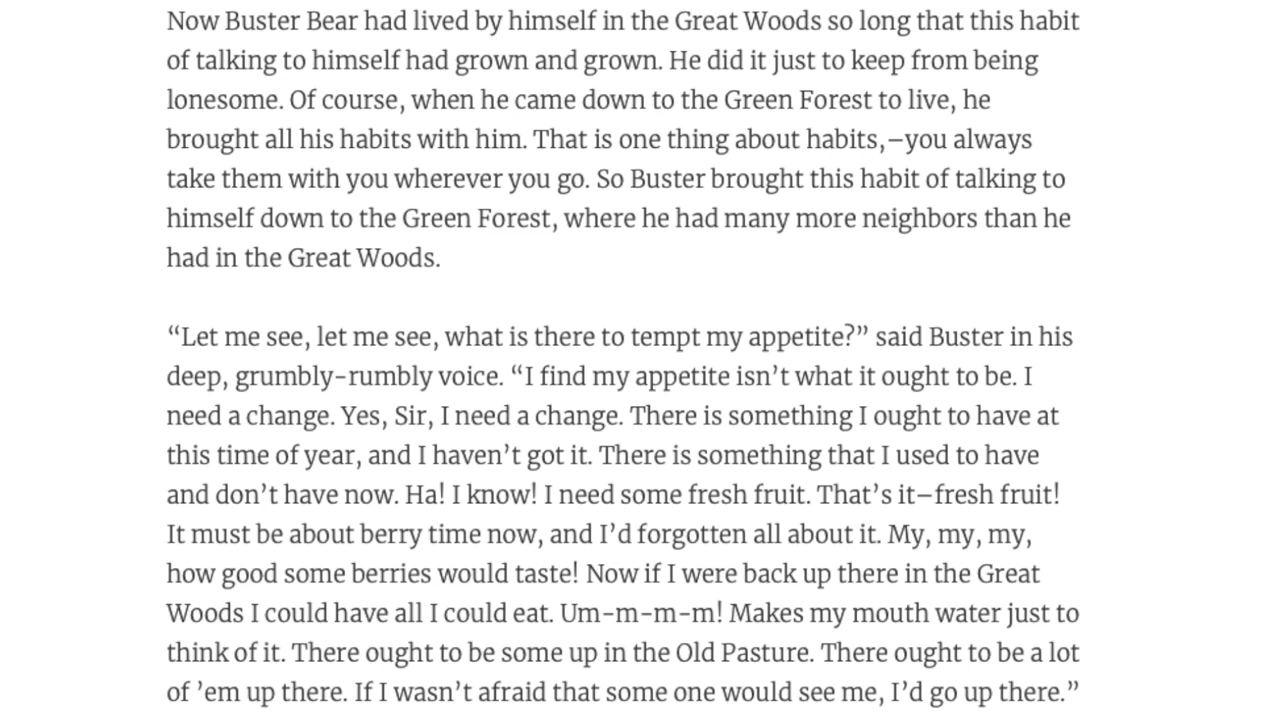 Now Buster Bear had lived by himself in the Great Woods so long that this habit
of talking to himself had grown and grown. He did it just to keep from being
lonesome. Of course, when he came down to the Green Forest to live, he
brought all his habits with him. That is one thing about habits,–you always
take them with you wherever you go. So Buster brought this habit of talking to
himself down to the Green Forest, where he had many more neighbors than he
had in the Great Woods.
“Let me see, let me see, what is there to tempt my appetite?” said Buster in his
deep, grumbly-rumbly voice. “I find my appetite isn’t what it ought to be. I
need a change. Yes, Sir, I need a change. There is something I ought to have at
this time of year, and I haven’t got it. There is something that I used to have
and don’t have now. Ha! I know! I need some fresh fruit. That’s it–fresh fruit!
It must be about berry time now, and I’d forgotten all about it. My, my, my,
how good some berries would taste! Now if I were back up there in the Great
Woods I could have all I could eat. Um-m-m-m! Makes my mouth water just to
think of it. There ought to be some up in the Old Pasture. There ought to be a lot
of ’em up there. If I wasn’t afraid that some one would see me, I’d go up there.”